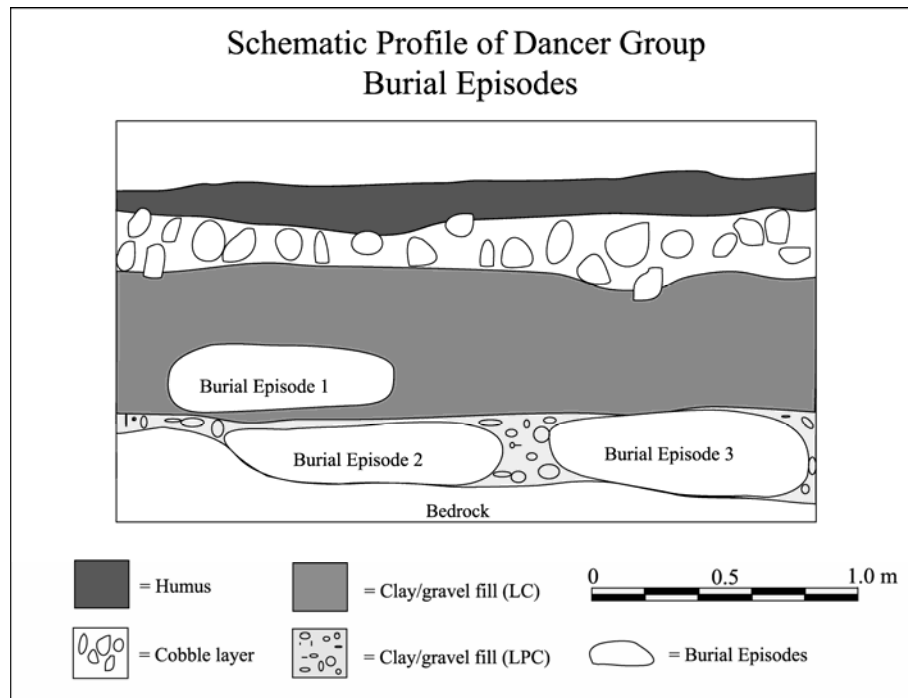 Schematic Profile of Dancer Group
Burial Episodes
Burial Episode 1
Burial Episode 2
Burial Episode 3
Bedrock
= Humus
= Clay/gravel fill (LC)
0 0.5 1.0 m
= Cobble layer
= Clay/gravel fill (LPC)
= Burial Episodes